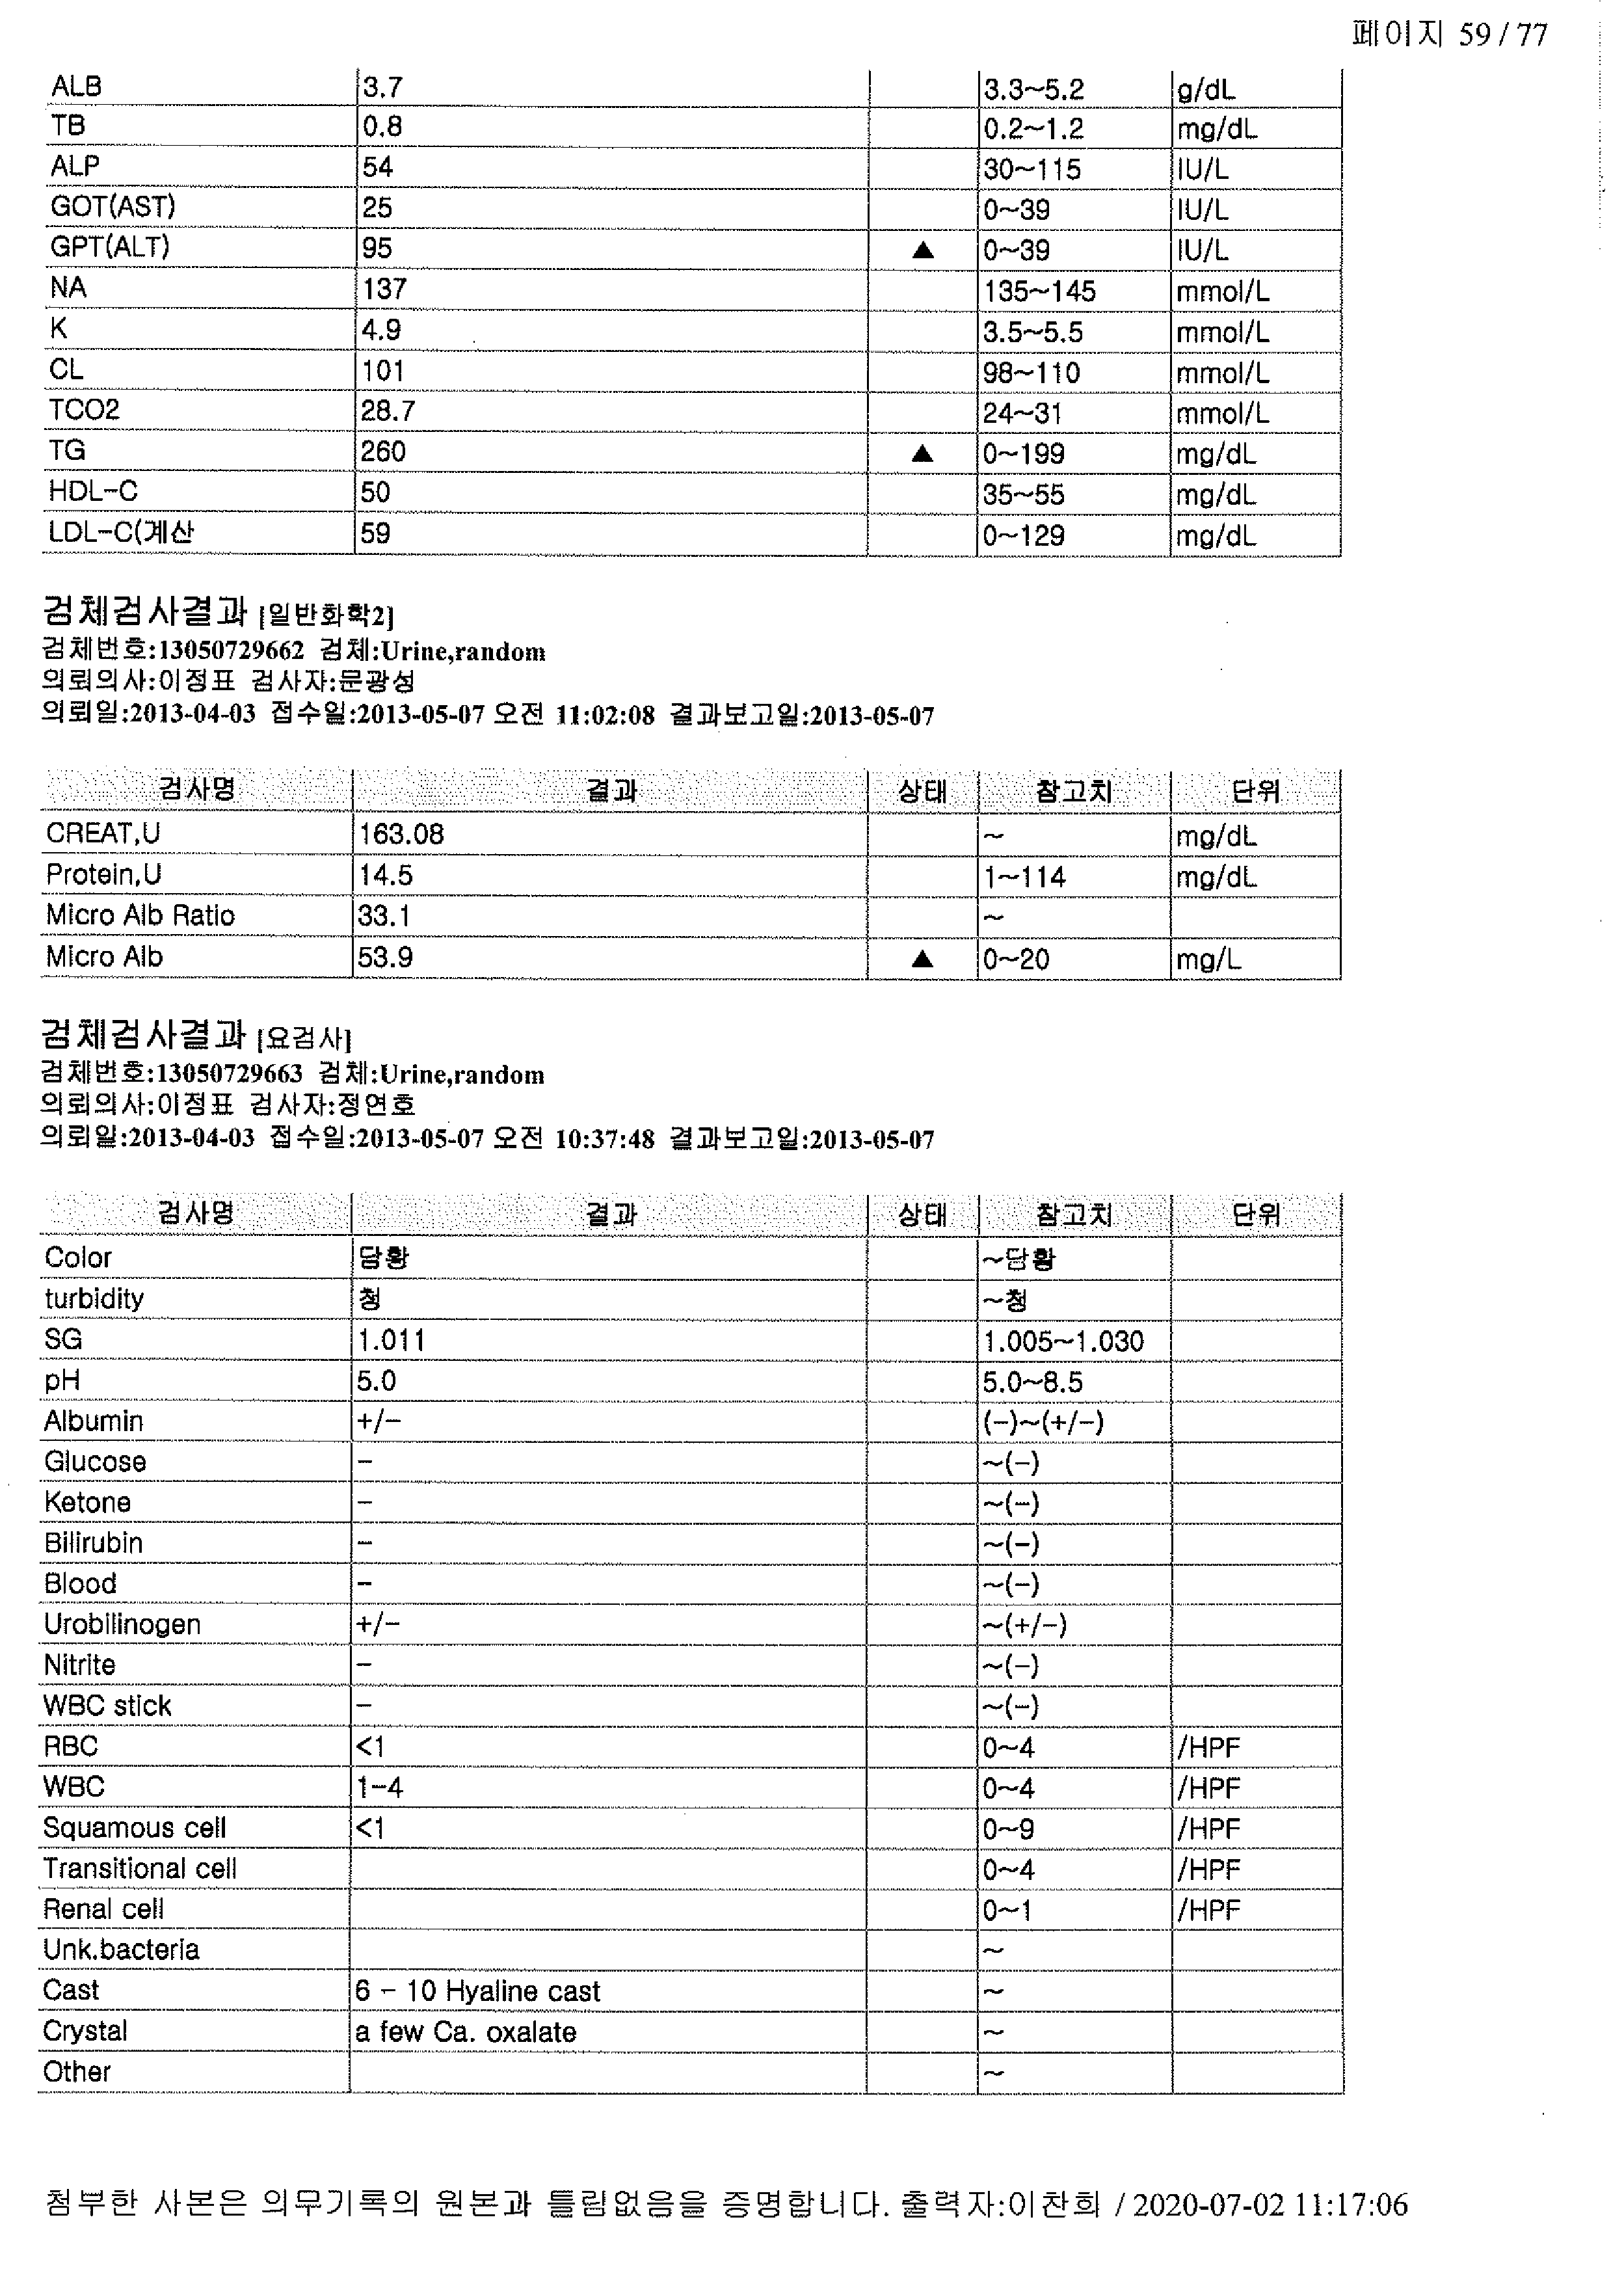 페이지 59 / 77
ALB 3.7 3.3~5.2 g/dL
TB 0.8 0.2~1.2 mg/dL
ALP 54 30~115 IU/L
GOT(AST) 25 0~39 IU/L
GPT(ALT) 95 ▲ 0~39 IU/L
NA 137 135~145 mmol/L
K 4.9 3.5~5.5 mmol/L
CL 101 98~110 mmol/L
TCO2 28.7 24~31 mmol/L
TG 260 ▲ 0~199 mg/dL
HDL-C 50 35~55 mg/dL
LDL-C(계산 59 0~129 mg/dL
검체검사결과 [일반화학2]
검체번호:13050729662 검체:Urine,random
의뢰의사:이정표 검사자:문광성
의뢰일:2013-04-03 접수일:2013-05-07 오전 11:02:08 결과보고일:2013-05-07
검사명 결과 상태 참고치 단위
CREAT,U 163.08 ~ mg/dL
Protein,U 14.5 1~114 mg/dL
Micro Alb Ratio 33.1 ~
Micro Alb 53.9 ▲ 0~20 mg/L
검체검사결과 [요검사]
검체번호:13050729663 검체:Urine,random
의뢰의사:이정표 검사자:정연호
의뢰일:2013-04-03 접수일:2013-05-07 오전 10:37:48 결과보고일:2013-05-07
검사명 결과 상태 참고치 단위
Color 담황 ~담황
turbidity 청 ~청
SG 1.011 1.005~1.030
pH 5.0 5.0~8.5
Albumin +/- (-)~(+/-)
Glucose - ~(-)
Ketone - ~(-)
Bilirubin - ~(-)
Blood - ~(-)
Urobilinogen +/- ~(+/-)
Nitrite - ~(-)
WBC stick - ~(-)
RBC <1 0~4 /HPF
WBC 1-4 0~4 /HPF
Squamous cell <1 0~9 /HPF
Transitional cell 0~4 /HPF
Renal cell 0~1 /HPF
Unk.bacteria ~
Cast 6 - 10 Hyaline cast ~
Crystal a few Ca. oxalate ~
Other ~
첨부한 사본은 의무기록의 원본과 틀림없음을 증명합니다. 출력자:이찬희 / 2020-07-02 11:17:06